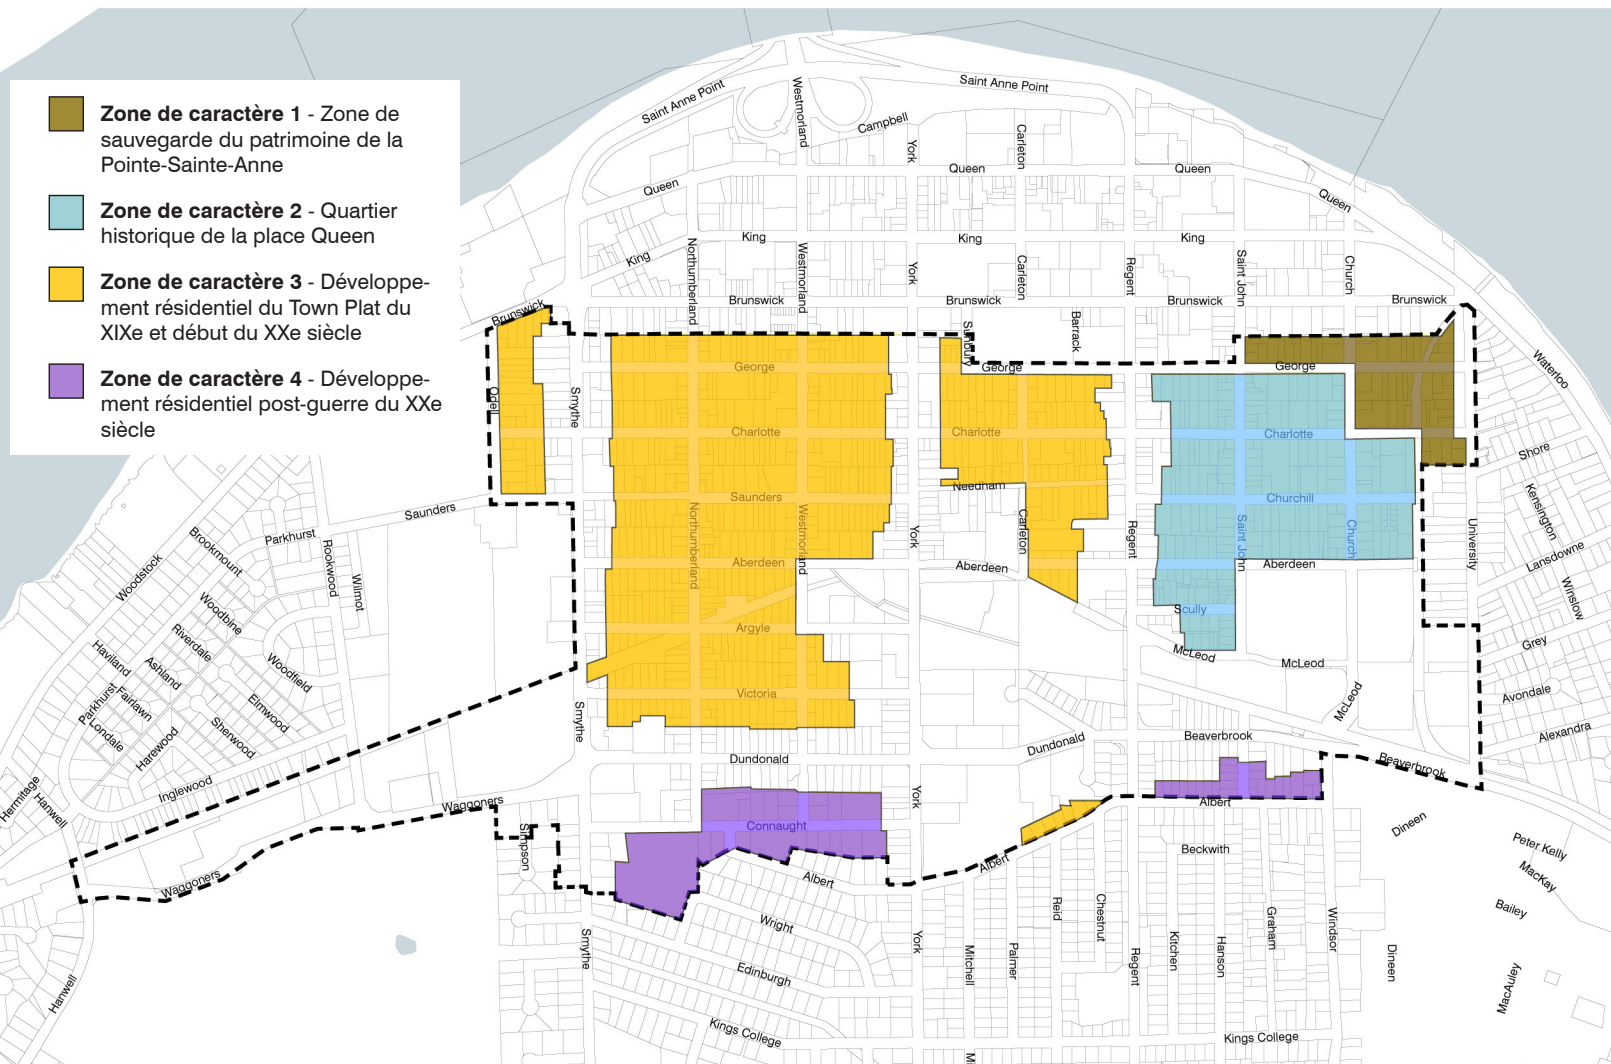 Zone de caractère 1 - Zone de
sauvegarde du patrimoine de la
Pointe-Sainte-Anne
Zone de caractère 2 - Quartier
historique de la place Queen
Zone de caractère 3 - Développe-
ment résidentiel du Town Plat du
XIXe et début du XXe siècle
Zone de caractère 4 - Développe-
ment résidentiel post-guerre du XXe
siècle
Saint Anne Point
Westmorland
Saint Anne Point
Campbell
York
Carleton
Queen
Queen
Queen
Queen
King
King
King
King
Northumberland
Westmorland
York
Carleton
Regent
Saint John
Church
Brunswick
Brunswick
Brunswick
Brunswick
Brunswick
Sunbury
Barrack
George
George
George
Waterloo
Odell
Smythe
Charlotte
Charlotte
Charlotte
Shore
Saunders
Saunders
Needham
Churchill
Kensington
Northumberland
Westmorland
York
Carleton
Regent
Saint John
Church
University
Parkhurst
Brookmount
Rookwood
Wilmot
Woodstock
Aberdeen
Aberdeen
Aberdeen
Lansdowne
Winslow
Woodbine
Riverdale
Scully
Argyle
Haviland
Ashland
Woodfield
McLeod
McLeod
McLeod
Grey
Parkhurst
Fairlawn
Elmwood
Victoria
Avondale
Londale
Harewood
Sherwood
Smythe
Dundonald
Dundonald
Beaverbrook
Beaverbrook
Alexandra
Hermitage
Hanwell
Inglewood
Waggoners
York
Albert
Simpson
Connaught
Dineen
Waggoners
Albert
Albert
Beckwith
Peter Kelly
MacKay
Bailey
Wright
Reid
Chestnut
Graham
Windsor
Smythe
York
Mitchell
Palmer
Regent
Kitchen
Hanson
Dineen
Edinburgh
MacAuley
Hanwell
Kings College
Kings College
M